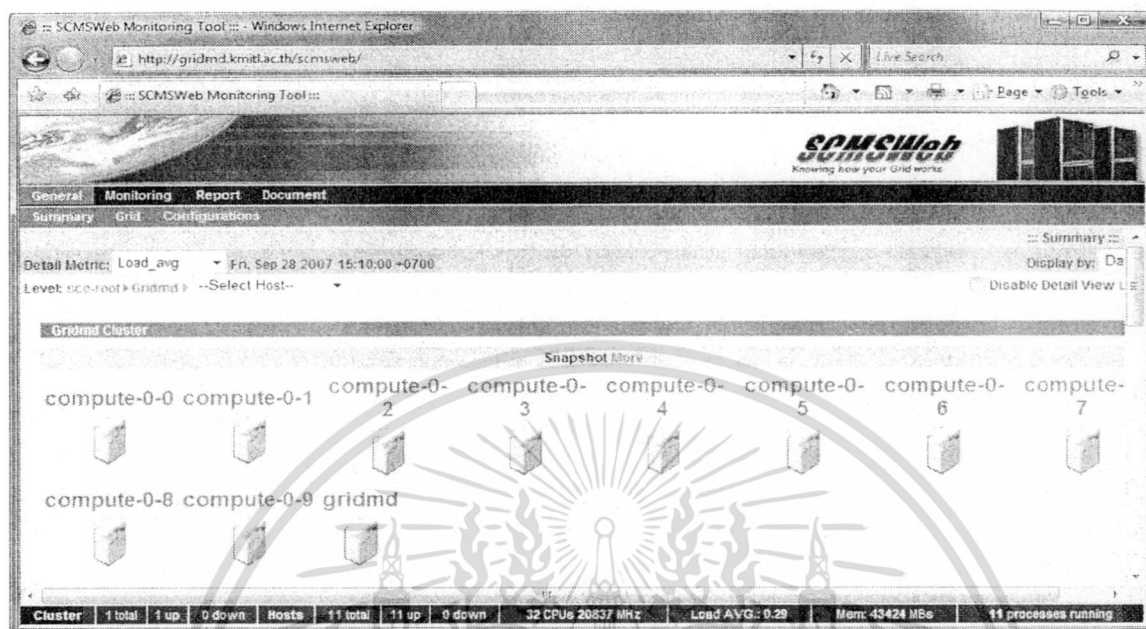 ::: SCMSWeb Monitoring Tool ::: - Windows Internet Explorer
http://gridmd.kmitl.ac.th/scmsweb/
Live Search
::: SCMSWeb Monitoring Tool :::
Page
Tools
SCMSWeb
Knowing how your Grid works
General Monitoring Report Document
Summary Grid Configurations
::: Summary :::
Detail Metric: Load_avg Fri, Sep 28 2007 15:10:00 +0700
Display by: Da
Level: sce-root Gridmd --Select Host--
Disable Detail View L
Gridmd Cluster
Snapshot More
compute-0-0 compute-0-1 compute-0-2 compute-0-3 compute-0-4 compute-0-5 compute-0-6 compute-7
compute-0-8 compute-0-9 gridmd
Cluster 1 total 1 up 0 down Hosts 11 total 11 up 0 down 32 CPUs 20837 MHz Load AVG.: 0.29 Mem: 43424 MBs 11 processes running